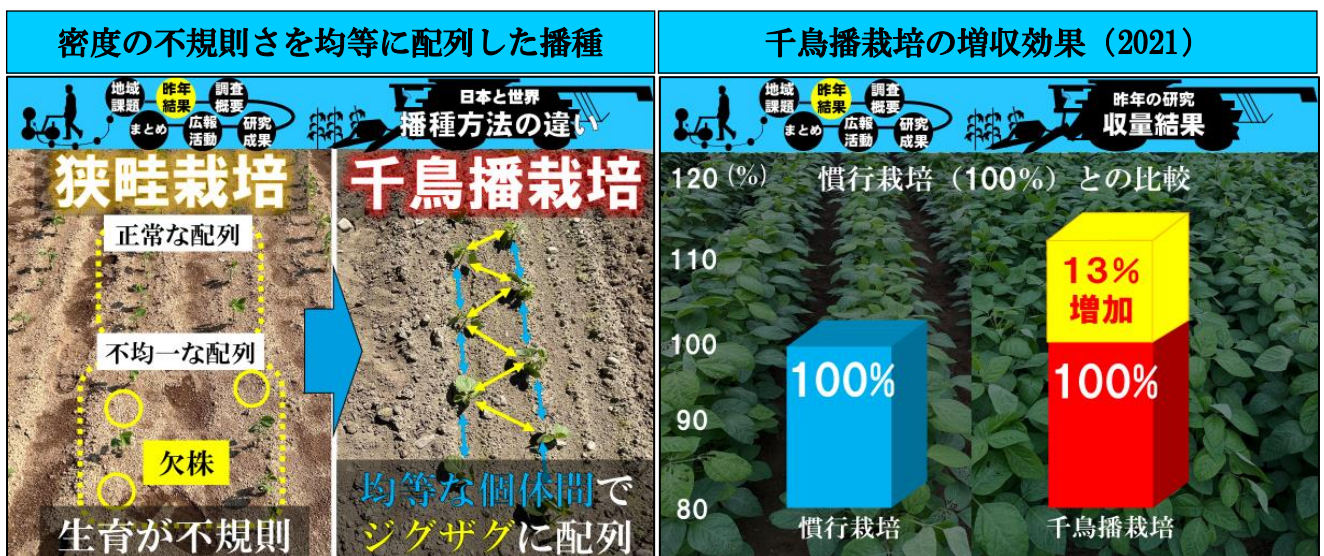 密度の不規則さを均等に配列した播種
地域
課題
昨年
結果
調査
概要
まとめ
広報
活動
研究
成果
日本と世界
播種方法の違い
狭畦栽培
正常な配列
不均一な配列
欠株
生育が不規則
千鳥播栽培
均等な個体間で
ジグザグに配列
千鳥播栽培の増収効果（2021）
地域
課題
昨年
結果
調査
概要
まとめ
広報
活動
研究
成果
昨年の研究
収量結果
120 (%)
慣行栽培（100%）との比較
110
100
90
80
100%
慣行栽培
13%
増加
100%
千鳥播栽培